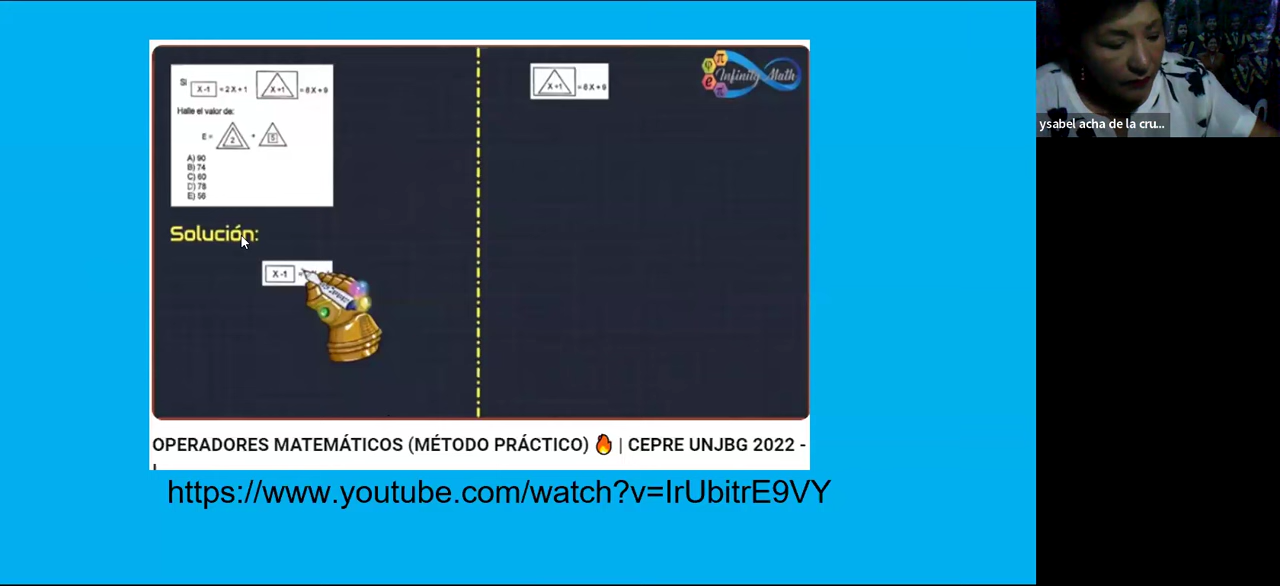 Si X-1 =2X+1 X+1 =8X+9
Halle el valor de:
E= 2 + 5
A) 90
B) 74
C) 60
D) 78
E) 56
Solución:
X-1 =
X+1 =8X+9
Infinity Math
OPERADORES MATEMÁTICOS (MÉTODO PRÁCTICO) 🔥 | CEPRE UNJBG 2022 -
https://www.youtube.com/watch?v=IrUbitrE9VY
ysabel acha de la cru...